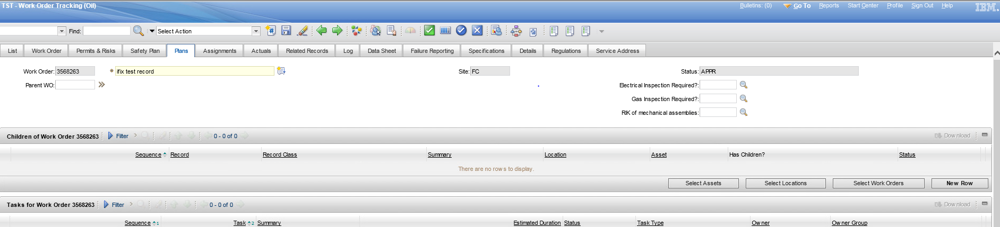 TST - Work Order Tracking (Oil)
Bulletins: (0) Go To Reports Start Center Profile Sign Out Help IBM.
Find: Select Action
List Work Order Permits & Risks Safety Plan Plans Assignments Actuals Related Records Log Data Sheet Failure Reporting Specifications Details Regulations Service Address
Work Order: 3568263 * ifix test record Site: FC Status: APPR
Parent WO: Electrical Inspection Required?:
Gas Inspection Required?:
RIK of mechanical assemblies:
Children of Work Order 3568263 Filter 0 - 0 of 0 Download
Sequence Record Record Class Summary Location Asset Has Children? Status
There are no rows to display.
Select Assets Select Locations Select Work Orders New Row
Tasks for Work Order 3568263 Filter 0 - 0 of 0 Download
Sequence 1 Task 2 Summary Estimated Duration Status Task Type Owner Owner Group